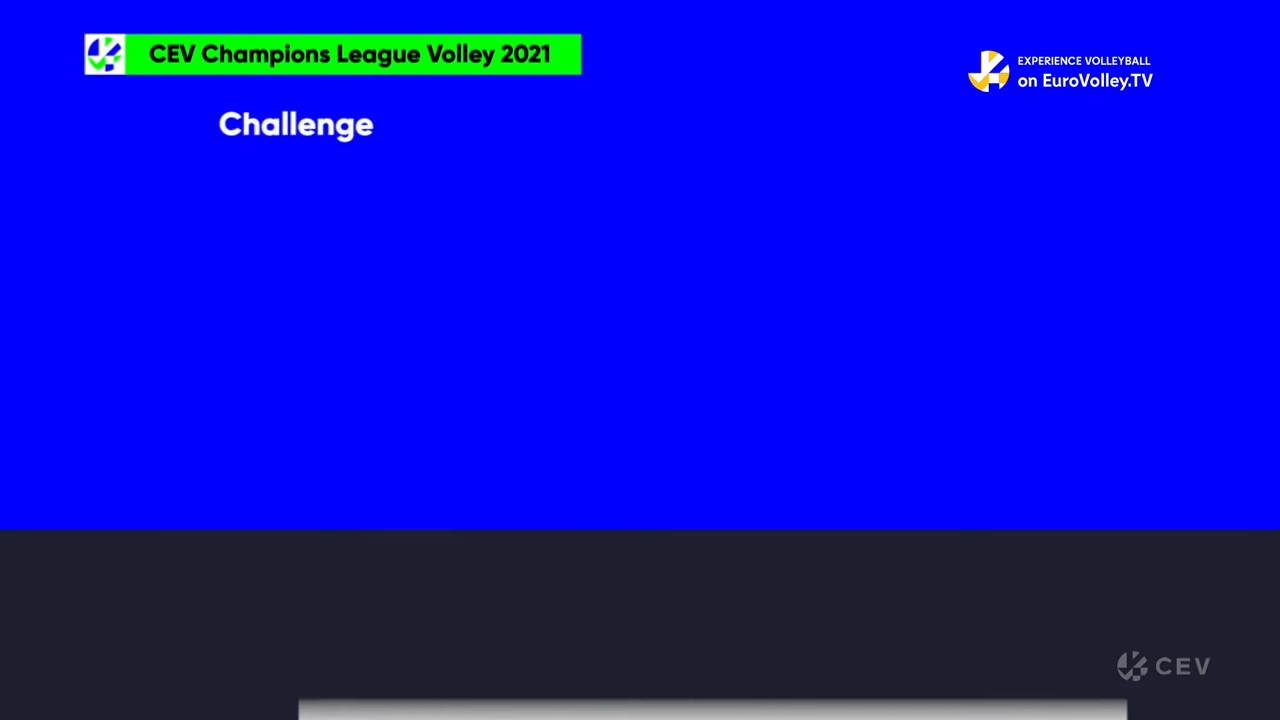 CEV Champions League Volley 2021
EXPERIENCE VOLLEYBALL
on EuroVolley.TV
Challenge
CEV